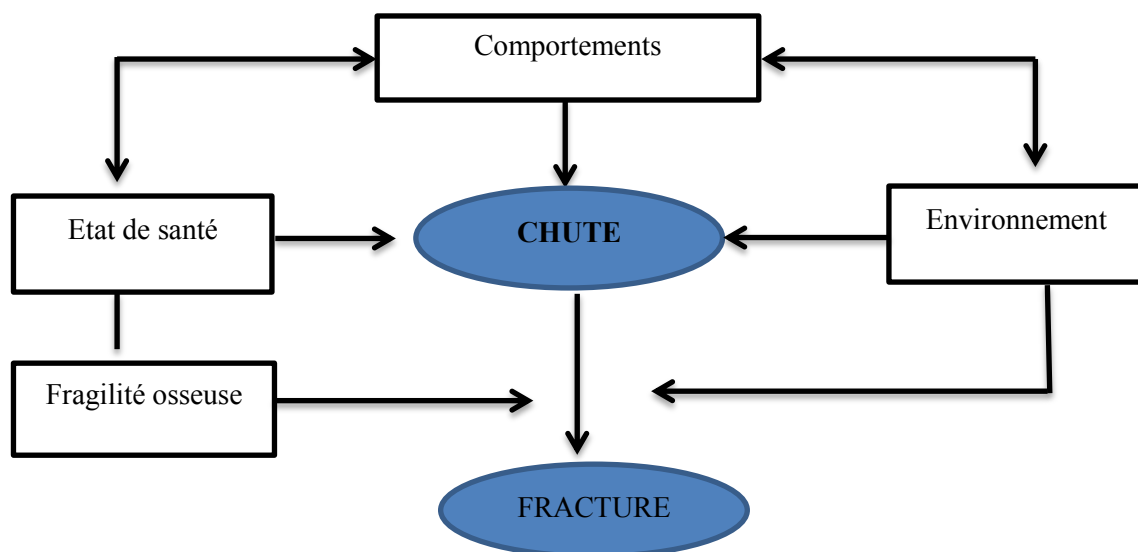 Comportements
Etat de santé
CHUTE
Environnement
Fragilité osseuse
FRACTURE